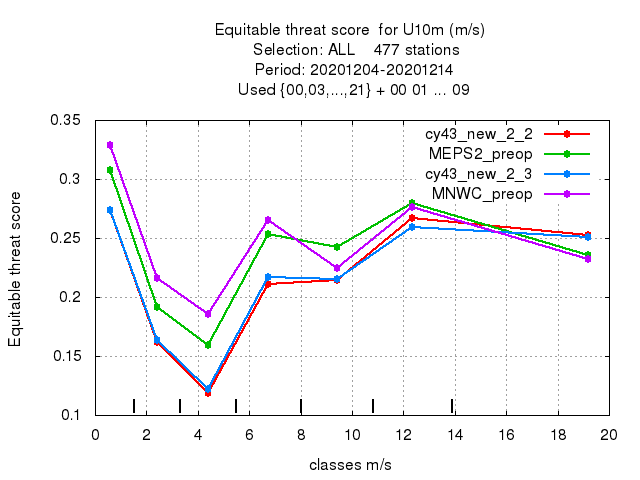 Equitable threat score  for U10m (m/s)
Selection: ALL    477 stations
Period: 20201204-20201214
Used {00,03,...,21} + 00 01 ... 09
cy43_new_2_2
MEPS2_preop
cy43_new_2_3
MNWC_preop
Equitable threat score
0.35
0.3
0.25
0.2
0.15
0.1
0 2 4 6 8 10 12 14 16 18 20
classes m/s